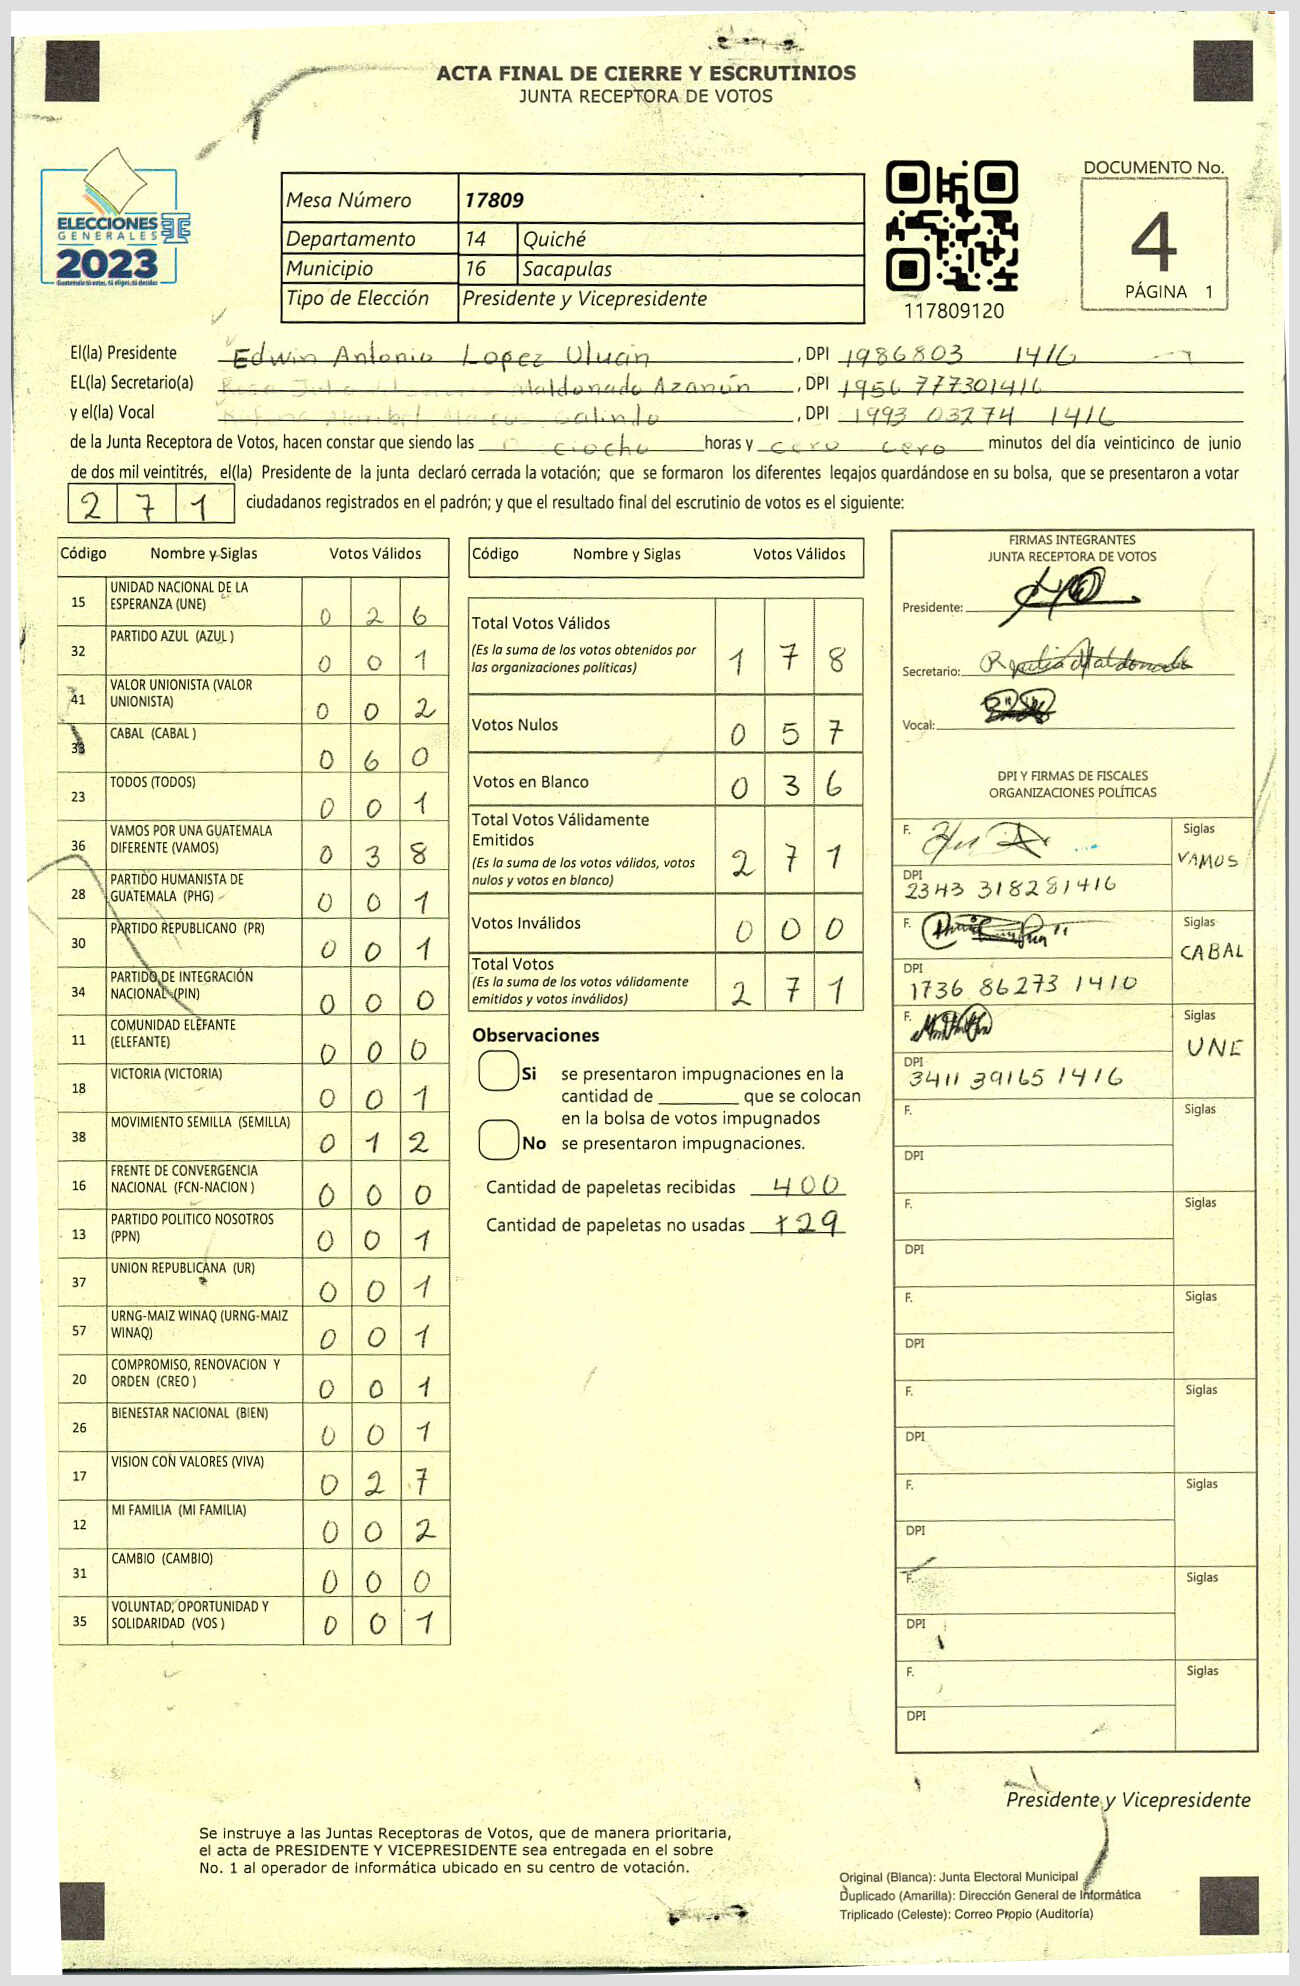 ACTA FINAL DE CIERRE Y ESCRUTINIOS
JUNTA RECEPTORA DE VOTOS
ELECCIONES
GENERALES
2023
Guatemala tú votas, tú eliges, tú decides
Mesa Número 17809
Departamento 14 Quiché
Municipio 16 Sacapulas
Tipo de Elección Presidente y Vicepresidente
117809120
DOCUMENTO No.
4
PÁGINA 1
El(la) Presidente Edwin Antonio Lopez , DPI 1986803 1416
EL(la) Secretario(a) Maldonado Azanón , DPI 1956 777301416
y el(la) Vocal Galindo , DPI 1993 03274 1416
de la Junta Receptora de Votos, hacen constar que siendo las Dieciocho horas y cero cero minutos del día veinticinco de junio
de dos mil veintitrés, el(la) Presidente de la junta declaró cerrada la votación; que se formaron los diferentes legajos guardándose en su bolsa, que se presentaron a votar
271 ciudadanos registrados en el padrón; y que el resultado final del escrutinio de votos es el siguiente:
Código Nombre y Siglas Votos Válidos
15 UNIDAD NACIONAL DE LA
ESPERANZA (UNE) 0 2 6
32 PARTIDO AZUL (AZUL ) 0 0 1
41 VALOR UNIONISTA (VALOR
UNIONISTA) 0 0 2
33 CABAL (CABAL ) 0 6 0
23 TODOS (TODOS) 0 0 1
36 VAMOS POR UNA GUATEMALA
DIFERENTE (VAMOS) 0 3 8
28 PARTIDO HUMANISTA DE
GUATEMALA (PHG) 0 0 1
30 PARTIDO REPUBLICANO (PR) 0 0 1
34 PARTIDO DE INTEGRACIÓN
NACIONAL (PIN) 0 0 0
11 COMUNIDAD ELEFANTE
(ELEFANTE) 0 0 0
18 VICTORIA (VICTORIA) 0 0 1
38 MOVIMIENTO SEMILLA (SEMILLA) 0 1 2
16 FRENTE DE CONVERGENCIA
NACIONAL (FCN-NACION ) 0 0 0
13 PARTIDO POLITICO NOSOTROS
(PPN) 0 0 1
37 UNION REPUBLICANA (UR) 0 0 1
57 URNG-MAIZ WINAQ (URNG-MAIZ
WINAQ) 0 0 1
20 COMPROMISO, RENOVACION Y
ORDEN (CREO ) 0 0 1
26 BIENESTAR NACIONAL (BIEN) 0 0 1
17 VISION CON VALORES (VIVA) 0 2 7
12 MI FAMILIA (MI FAMILIA) 0 0 2
31 CAMBIO (CAMBIO) 0 0 0
35 VOLUNTAD, OPORTUNIDAD Y
SOLIDARIDAD (VOS ) 0 0 1
Código Nombre y Siglas Votos Válidos
Total Votos Válidos
(Es la suma de los votos obtenidos por
las organizaciones políticas) 1 7 8
Votos Nulos 0 5 7
Votos en Blanco 0 3 6
Total Votos Válidamente
Emitidos
(Es la suma de los votos válidos, votos
nulos y votos en blanco) 2 7 1
Votos Inválidos 0 0 0
Total Votos
(Es la suma de los votos válidamente
emitidos y votos inválidos) 2 7 1
Observaciones
Si se presentaron impugnaciones en la
cantidad de ________ que se colocan
en la bolsa de votos impugnados
No se presentaron impugnaciones.
Cantidad de papeletas recibidas 400
Cantidad de papeletas no usadas 129
FIRMAS INTEGRANTES
JUNTA RECEPTORA DE VOTOS
Presidente:
Secretario: Maldonado
Vocal:
DPI Y FIRMAS DE FISCALES
ORGANIZACIONES POLÍTICAS
F. Siglas
VAMOS
DPI
2343 318281416
F. Siglas
CABAL
DPI
1736 86273 1410
F. Siglas
UNE
DPI
3411 39165 1416
F. Siglas
DPI
F. Siglas
DPI
F. Siglas
DPI
F. Siglas
DPI
F. Siglas
DPI
F. Siglas
DPI
F. Siglas
DPI
Presidente y Vicepresidente
Se instruye a las Juntas Receptoras de Votos, que de manera prioritaria,
el acta de PRESIDENTE Y VICEPRESIDENTE sea entregada en el sobre
No. 1 al operador de informática ubicado en su centro de votación.
Original (Blanca): Junta Electoral Municipal
Duplicado (Amarilla): Dirección General de Informática
Triplicado (Celeste): Correo Propio (Auditoría)